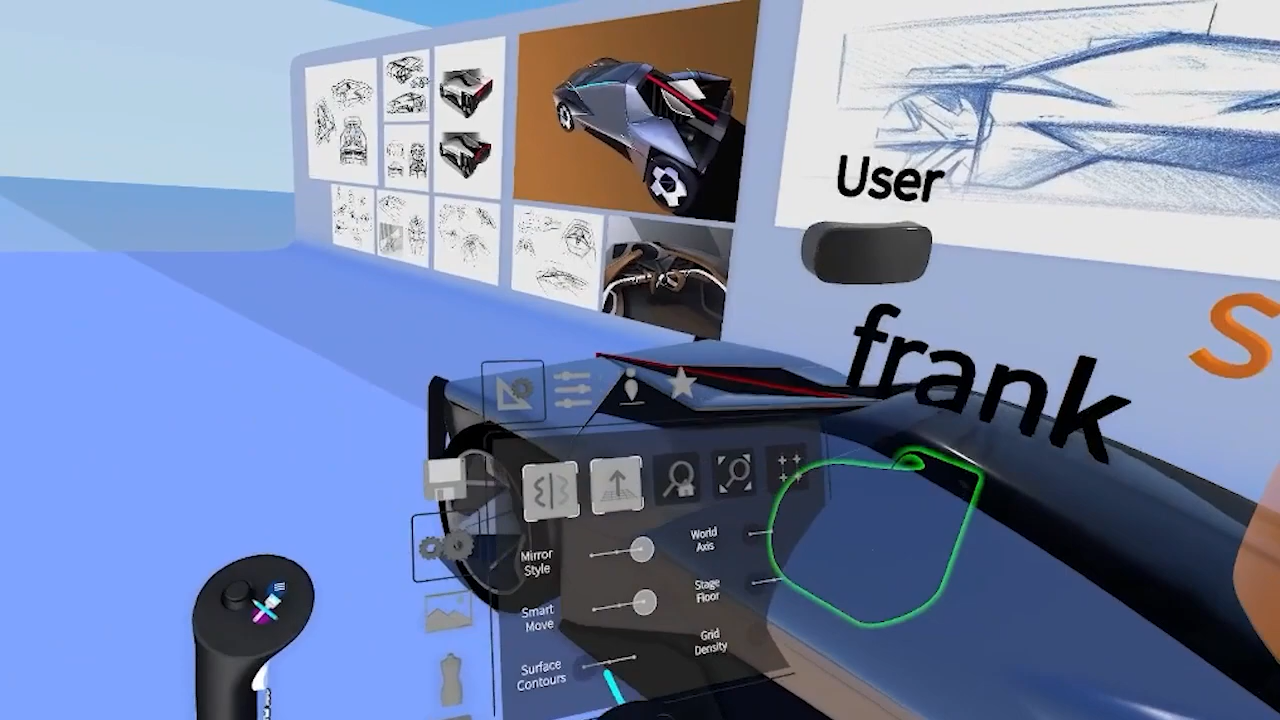 User
frank
S
Mirror
Style
World
Axis
Smart
Move
Stage
Floor
Surface
Contours
Grid
Density